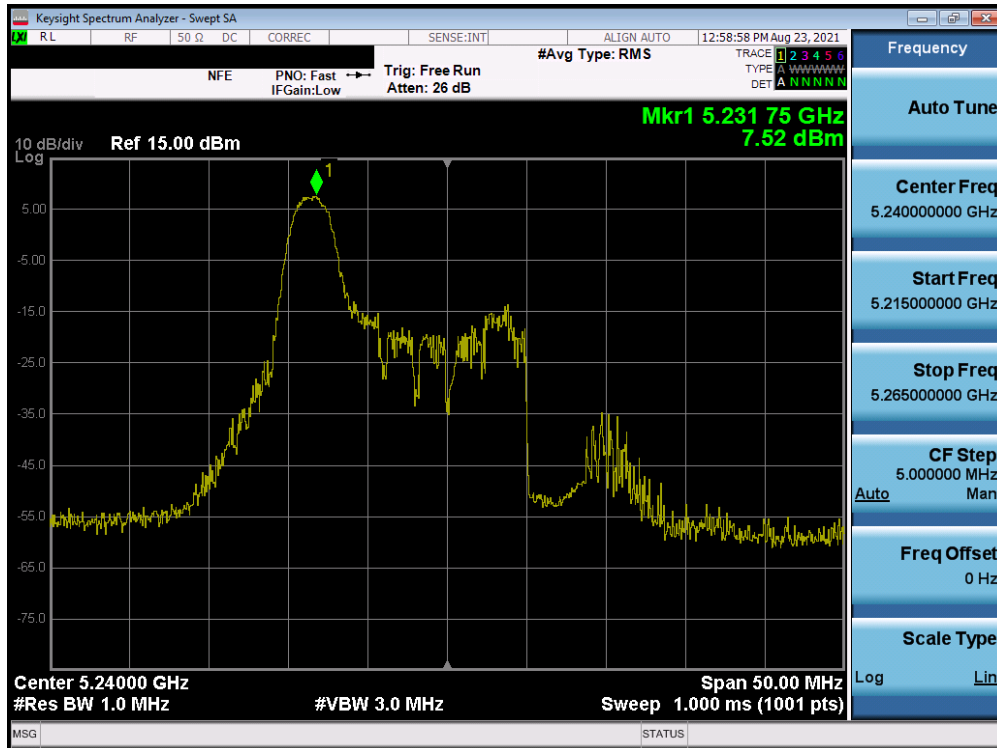 Keysight Spectrum Analyzer - Swept SA
LXI RL RF 50 Ω DC CORREC SENSE:INT ALIGN AUTO 12:58:58 PM Aug 23, 2021
#Avg Type: RMS TRACE 1 2 3 4 5 6
NFE PNO: Fast Trig: Free Run TYPE A WWWWW
IFGain:Low Atten: 26 dB DET A N N N N N
Mkr1 5.231 75 GHz
7.52 dBm
10 dB/div Ref 15.00 dBm
Log
1
5.00
-5.00
-15.0
-25.0
-35.0
-45.0
-55.0
-65.0
-75.0
Center 5.24000 GHz Span 50.00 MHz
#Res BW 1.0 MHz #VBW 3.0 MHz Sweep 1.000 ms (1001 pts)
MSG STATUS
Frequency
Auto Tune
Center Freq
5.240000000 GHz
Start Freq
5.215000000 GHz
Stop Freq
5.265000000 GHz
CF Step
5.000000 MHz
Auto Man
Freq Offset
0 Hz
Scale Type
Log Lin